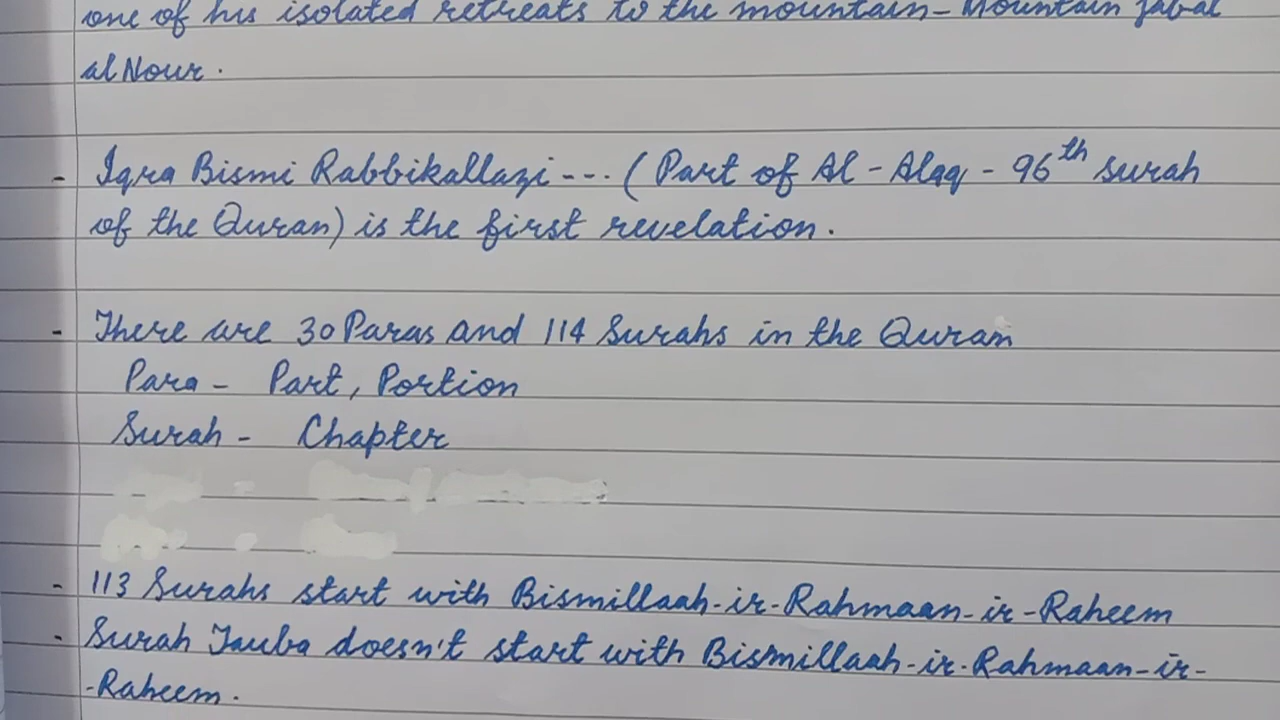 one of his isolated retreats to the mountain- Mountain Jabal
al Nour.
- Iqra Bismi Rabbikallazi --- (Part of Al-Alaq - 96th surah
of the Quran) is the first revelation.
- There are 30 Paras and 114 Surahs in the Quran
Para - Part, Portion
Surah - Chapter
- 113 Surahs start with Bismillaah-ir-Rahmaan-ir-Raheem
- Surah Tauba doesn't start with Bismillaah-ir-Rahmaan-ir-
-Raheem.